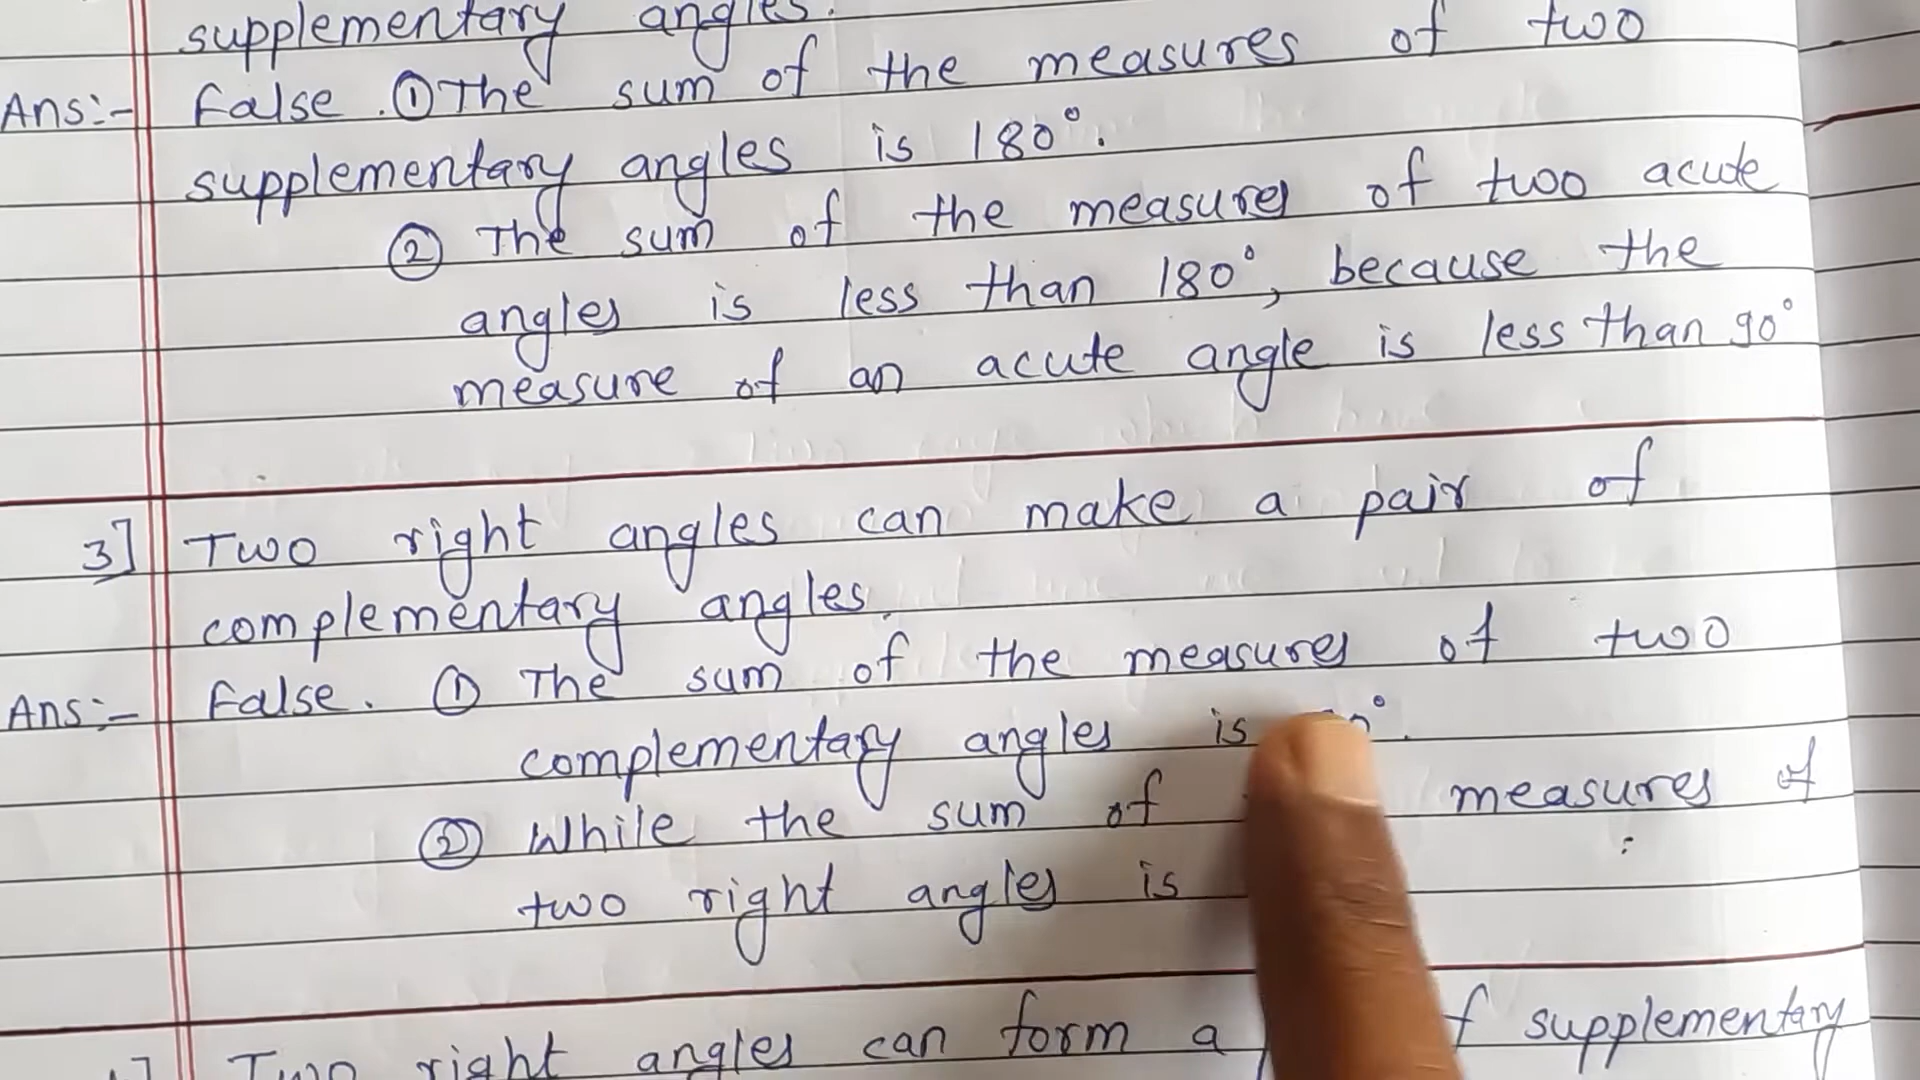 supplementary angles.
Ans:- False. ① The sum of the measures of two
supplementary angles is 180°.
② The sum of the measures of two acute
angles is less than 180°, because the
measure of an acute angle is less than 90°
3] Two right angles can make a pair of
complementary angles.
Ans:- False. ① The sum of the measures of two
complementary angles is
② While the sum of measures of
two right angles is
Two right angles can form a supplementary